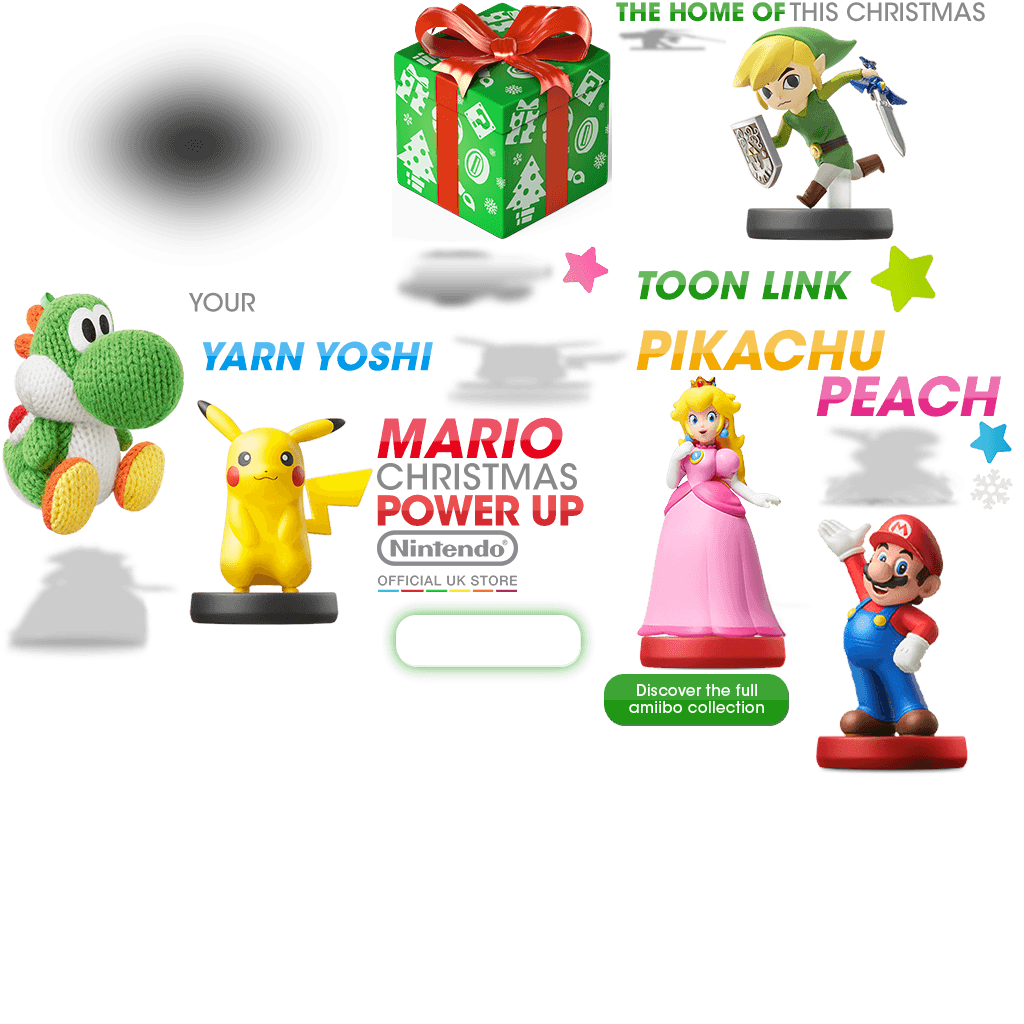 THE HOME OF THIS CHRISTMAS
TOON LINK
YOUR
YARN YOSHI
PIKACHU
PEACH
MARIO
CHRISTMAS
POWER UP
Nintendo®
OFFICIAL UK STORE
Discover the full
amiibo collection